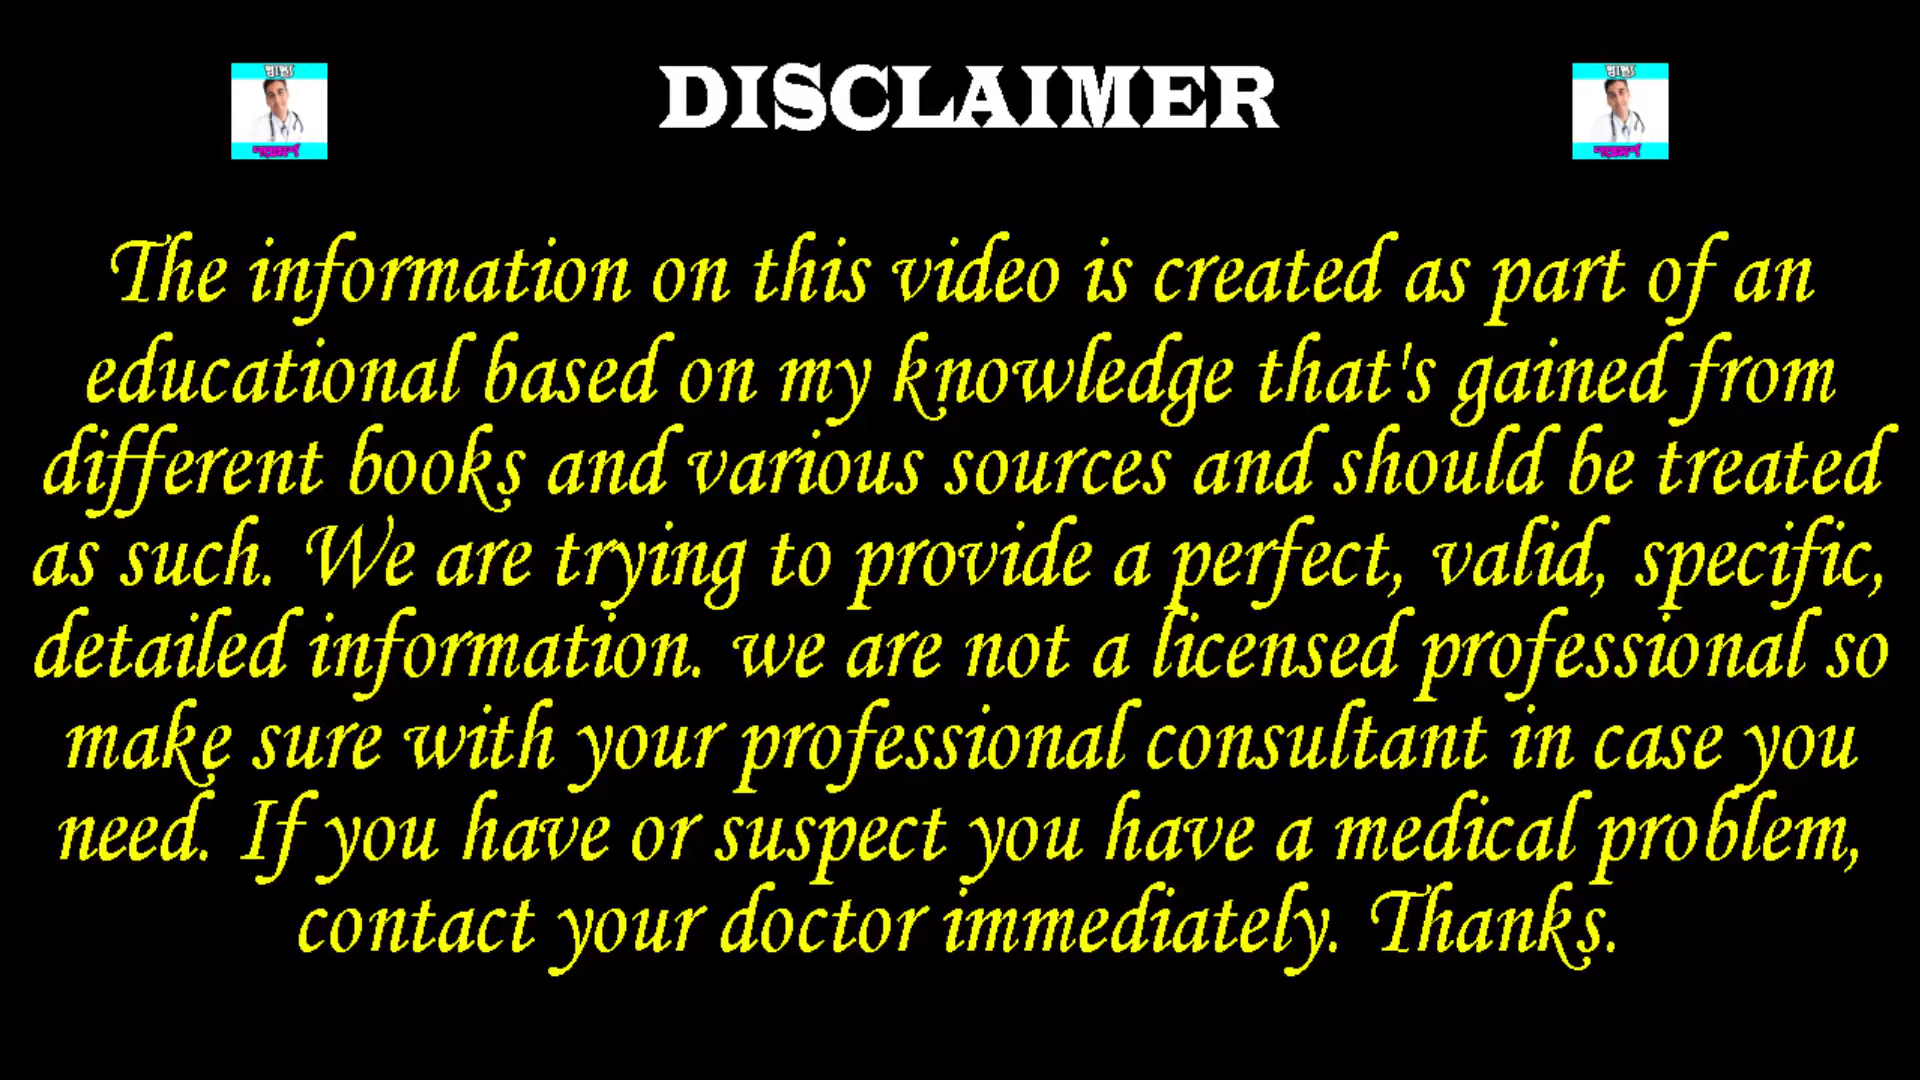 DISCLAIMER
The information on this video is created as part of an
educational based on my knowledge that's gained from
different books and various sources and should be treated
as such. We are trying to provide a perfect, valid, specific,
detailed information. we are not a licensed professional so
make sure with your professional consultant in case you
need. If you have or suspect you have a medical problem,
contact your doctor immediately. Thanks.